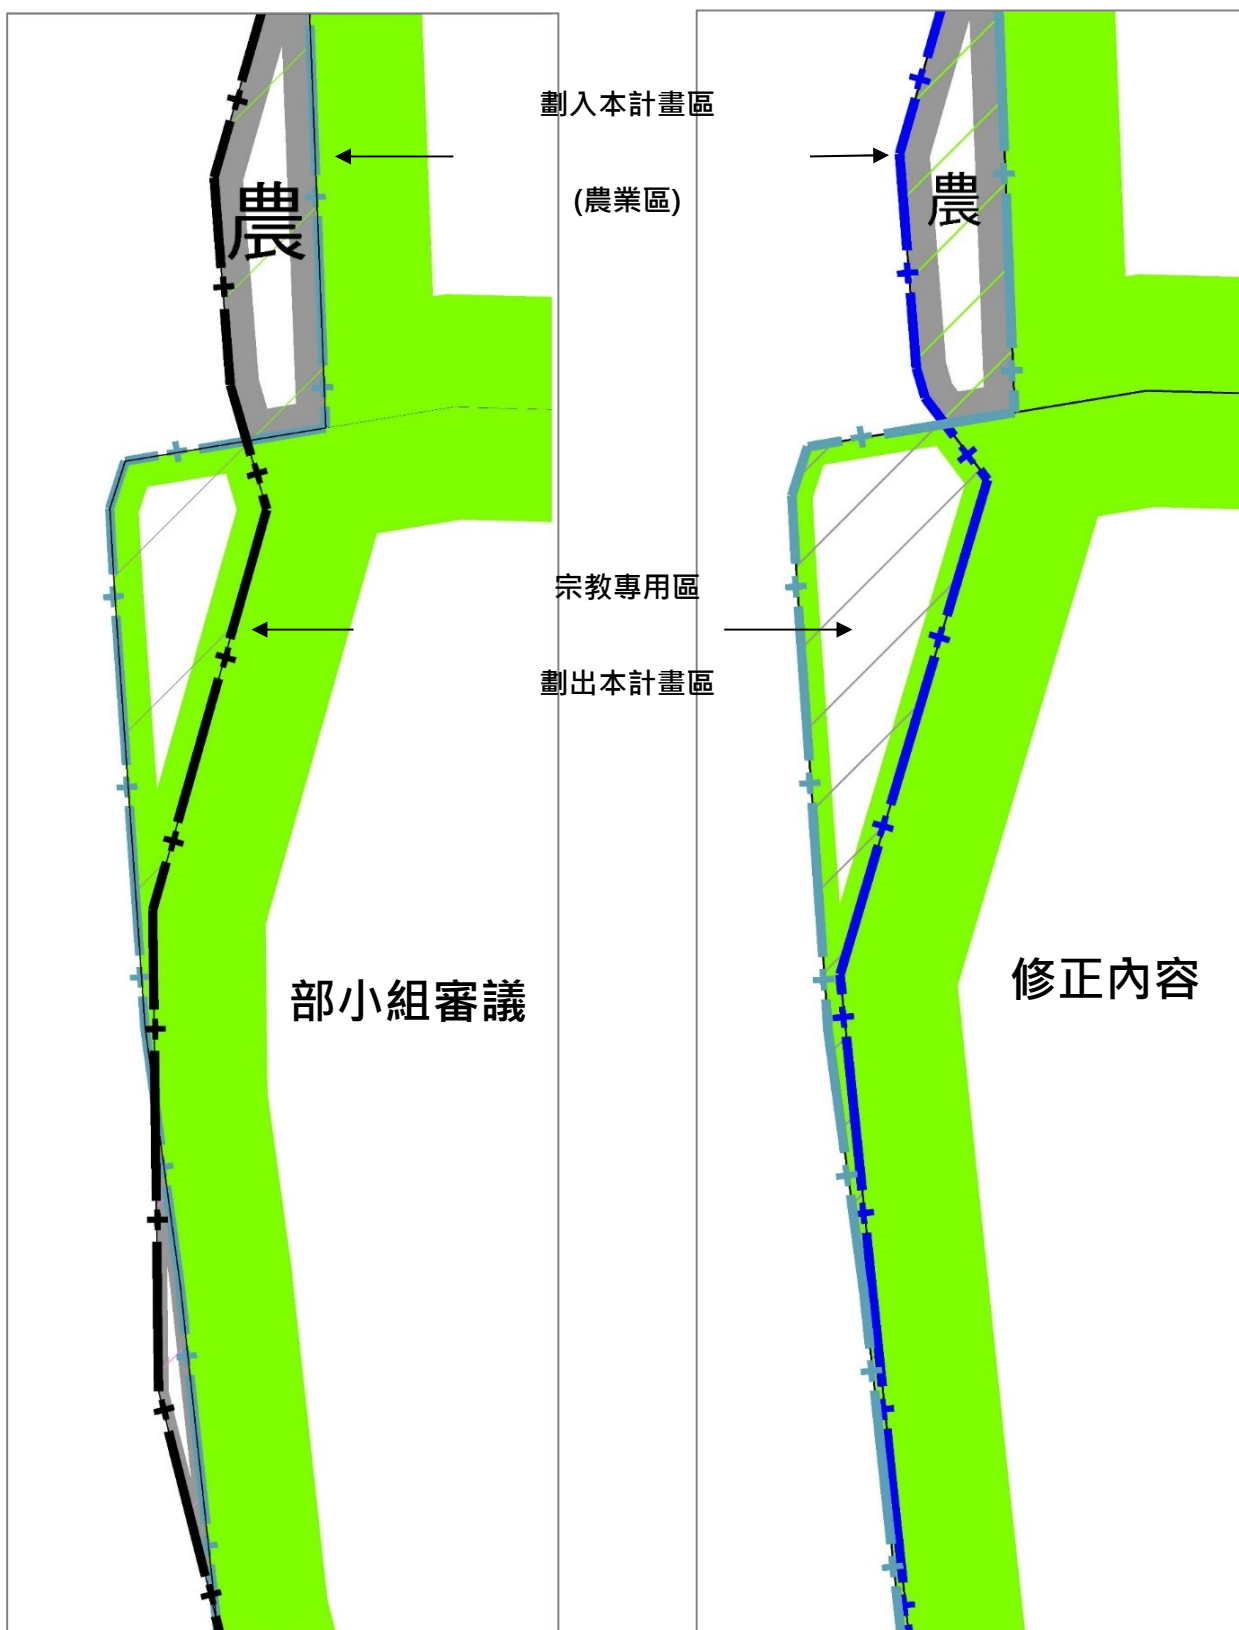 劃入本計畫區
農
(農業區)
農
宗教專用區
劃出本計畫區
部小組審議
修正內容